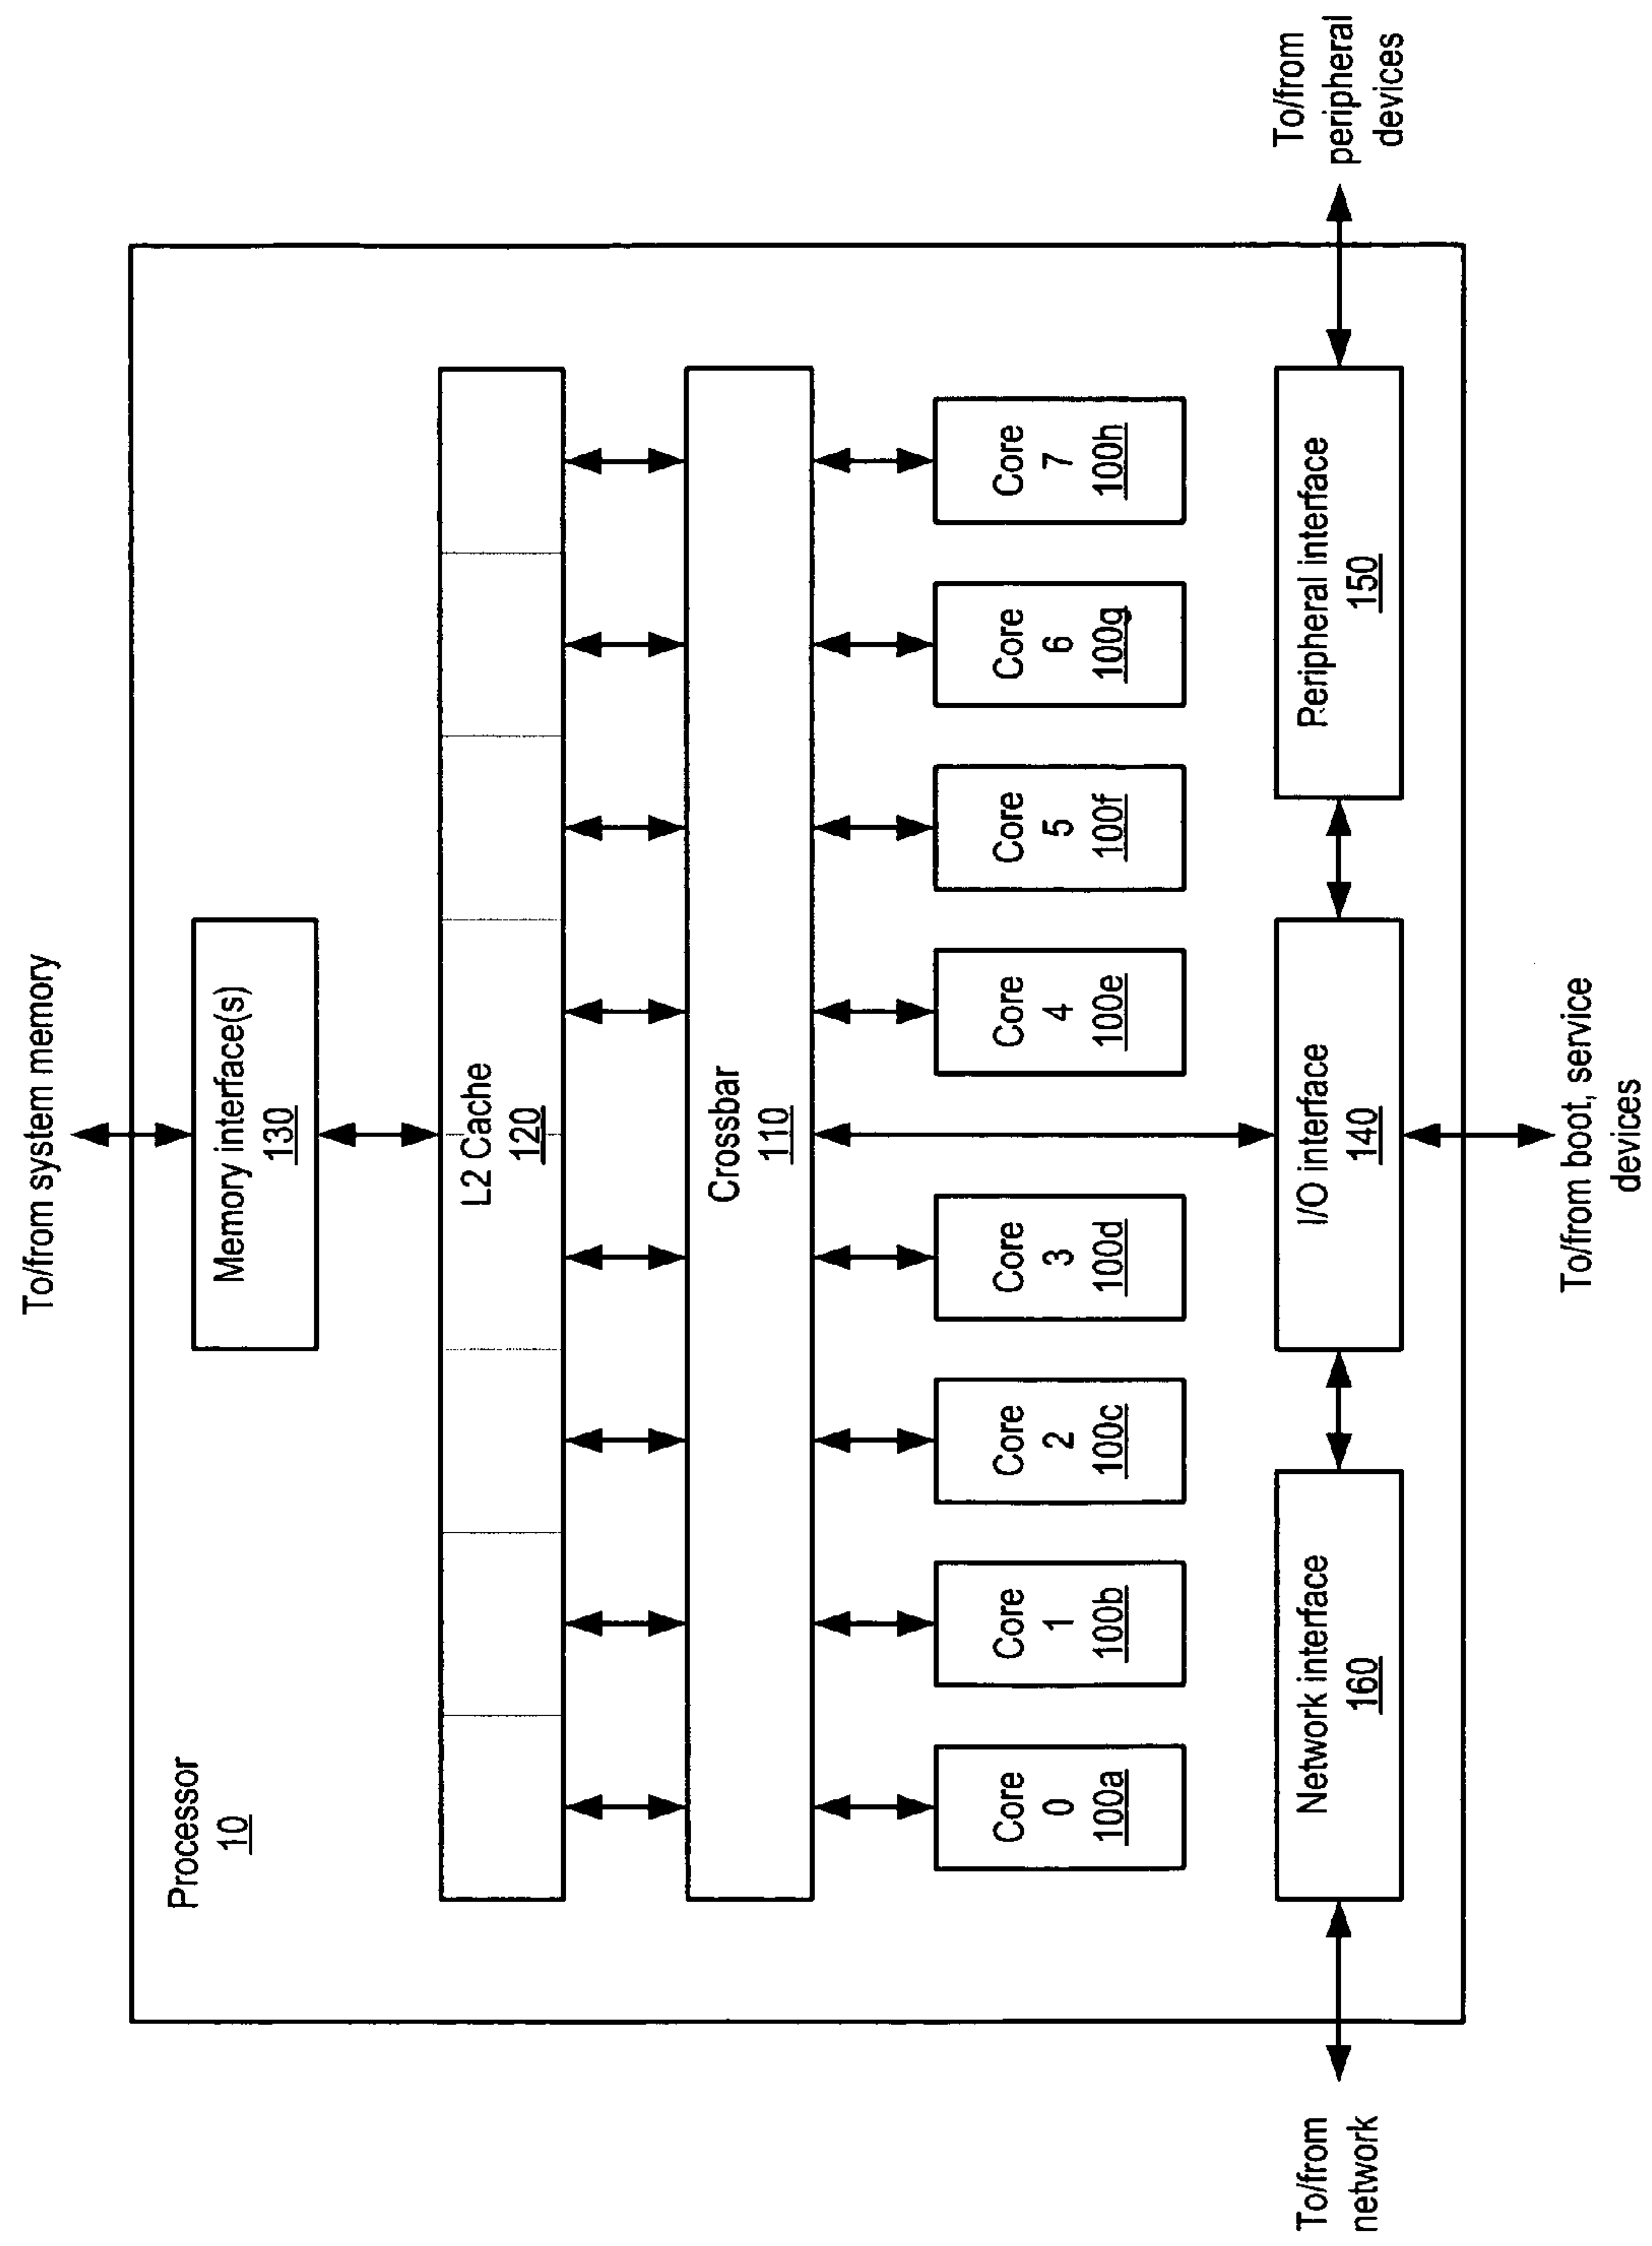 To/from system memory
Processor
10
Memory interface(s)
130
L2 Cache
120
Crossbar
110
Core
0
100a
Core
1
100b
Core
2
100c
Core
3
100d
Core
4
100e
Core
5
100f
Core
6
100g
Core
7
100h
To/from
network
Network interface
160
I/O interface
140
Peripheral interface
150
To/from
peripheral
devices
To/from boot, service
devices